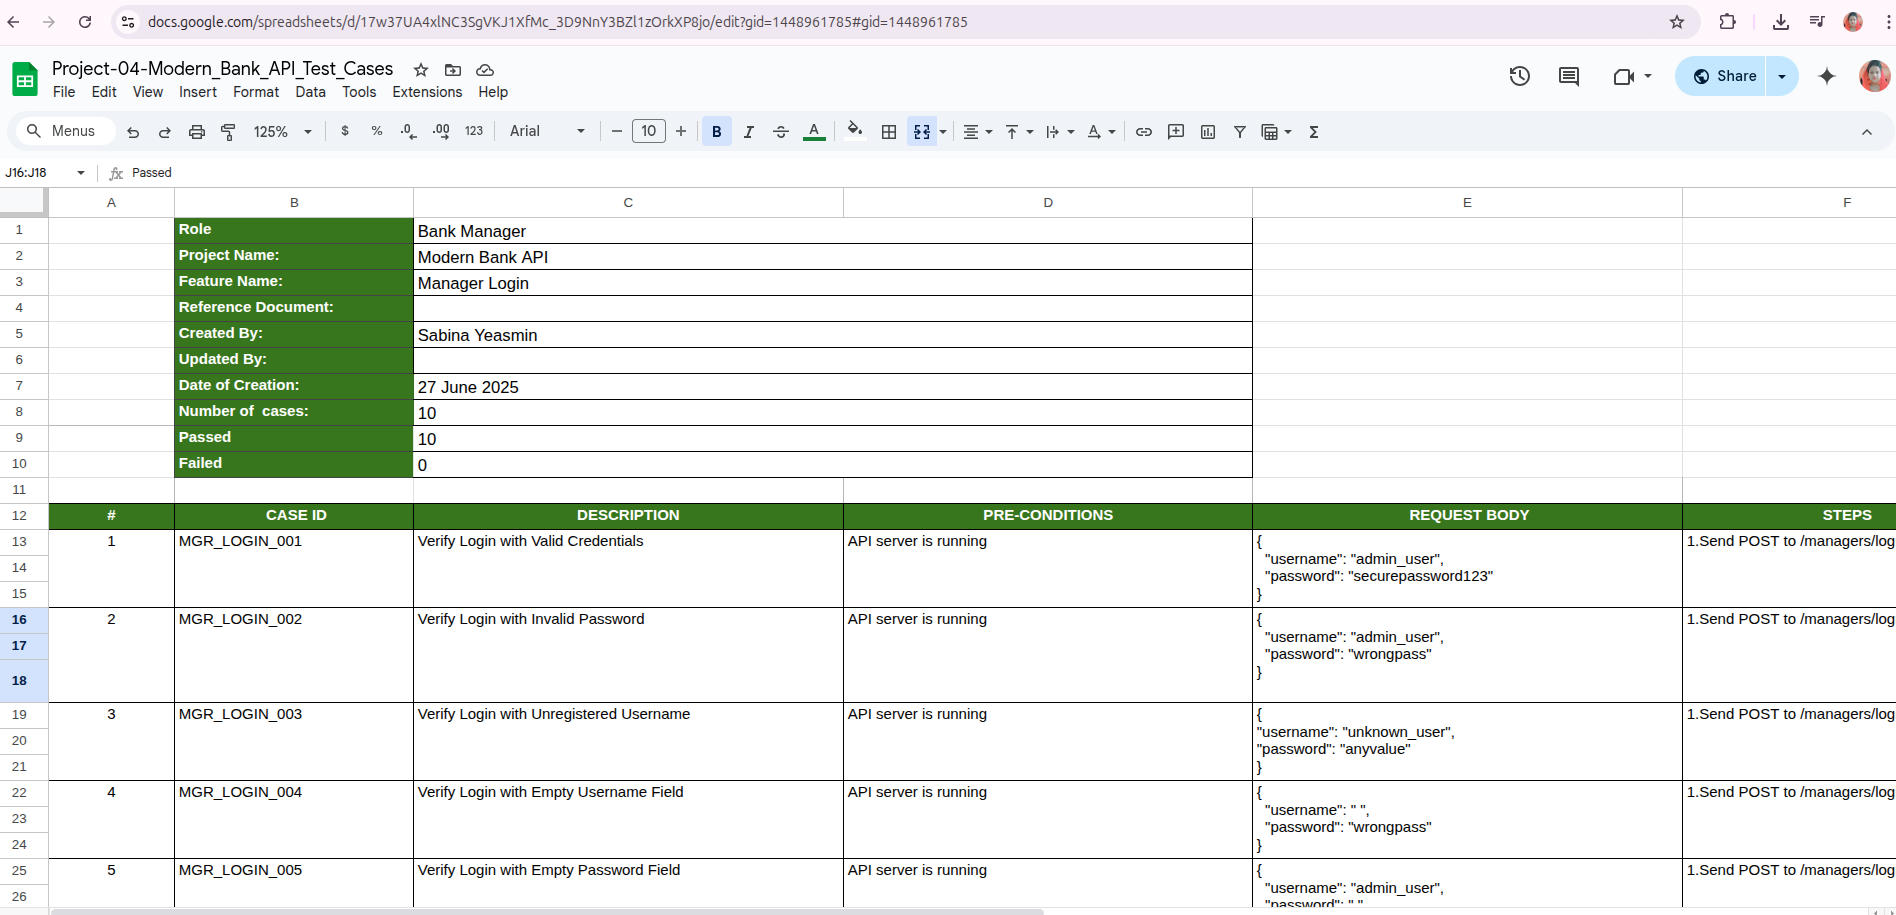 docs.google.com/spreadsheets/d/17w37UA4xlNC3SgVKJ1XfMc_3D9NnY3BZl1zOrkXP8jo/edit?gid=1448961785#gid=1448961785
Project-04-Modern_Bank_API_Test_Cases
File Edit View Insert Format Data Tools Extensions Help
Share
Menus 125% $ % .0 .00 123 Arial 10 B I A
J16:J18 fx Passed
A B C D E F
1 Role Bank Manager
2 Project Name: Modern Bank API
3 Feature Name: Manager Login
4 Reference Document:
5 Created By: Sabina Yeasmin
6 Updated By:
7 Date of Creation: 27 June 2025
8 Number of  cases: 10
9 Passed 10
10 Failed 0
11
12 # CASE ID DESCRIPTION PRE-CONDITIONS REQUEST BODY STEPS
13 1 MGR_LOGIN_001 Verify Login with Valid Credentials API server is running { 1.Send POST to /managers/log
14 "username": "admin_user",
"password": "securepassword123"
15 }
16 2 MGR_LOGIN_002 Verify Login with Invalid Password API server is running { 1.Send POST to /managers/log
17 "username": "admin_user",
"password": "wrongpass"
18 }
19 3 MGR_LOGIN_003 Verify Login with Unregistered Username API server is running { 1.Send POST to /managers/log
20 "username": "unknown_user",
"password": "anyvalue"
21 }
22 4 MGR_LOGIN_004 Verify Login with Empty Username Field API server is running { 1.Send POST to /managers/log
23 "username": " ",
"password": "wrongpass"
24 }
25 5 MGR_LOGIN_005 Verify Login with Empty Password Field API server is running { 1.Send POST to /managers/log
26 "username": "admin_user",
"password": " "